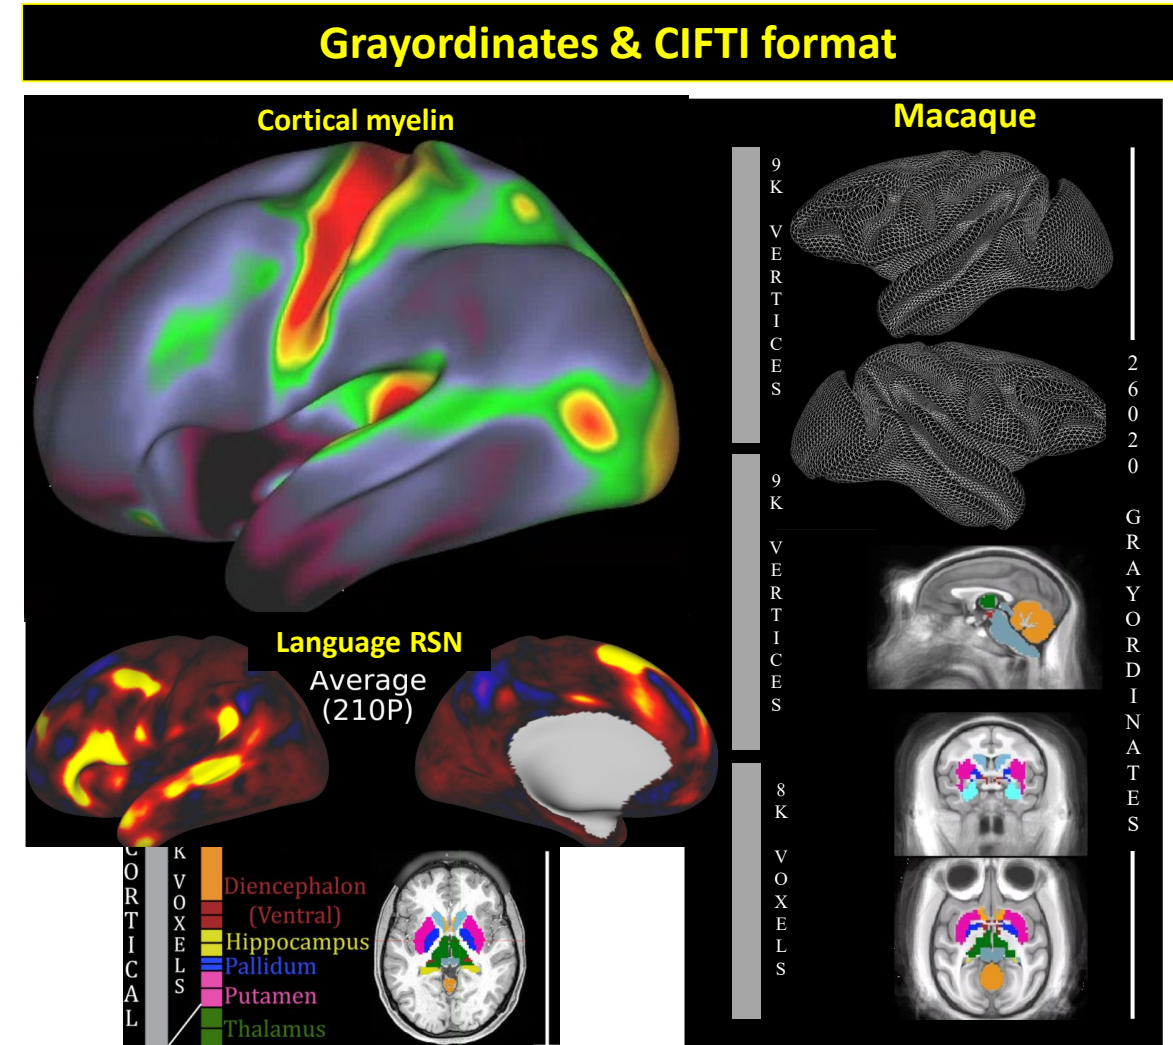 Grayordinates & CIFTI format
Cortical myelin
Language RSN
Average
(210P)
CORTICAL
K VOXELS
Diencephalon
(Ventral)
Hippocampus
Pallidum
Putamen
Thalamus
Macaque
9K VERTICES
9K VERTICES
8K VOXELS
26020 GRAYORDINATES